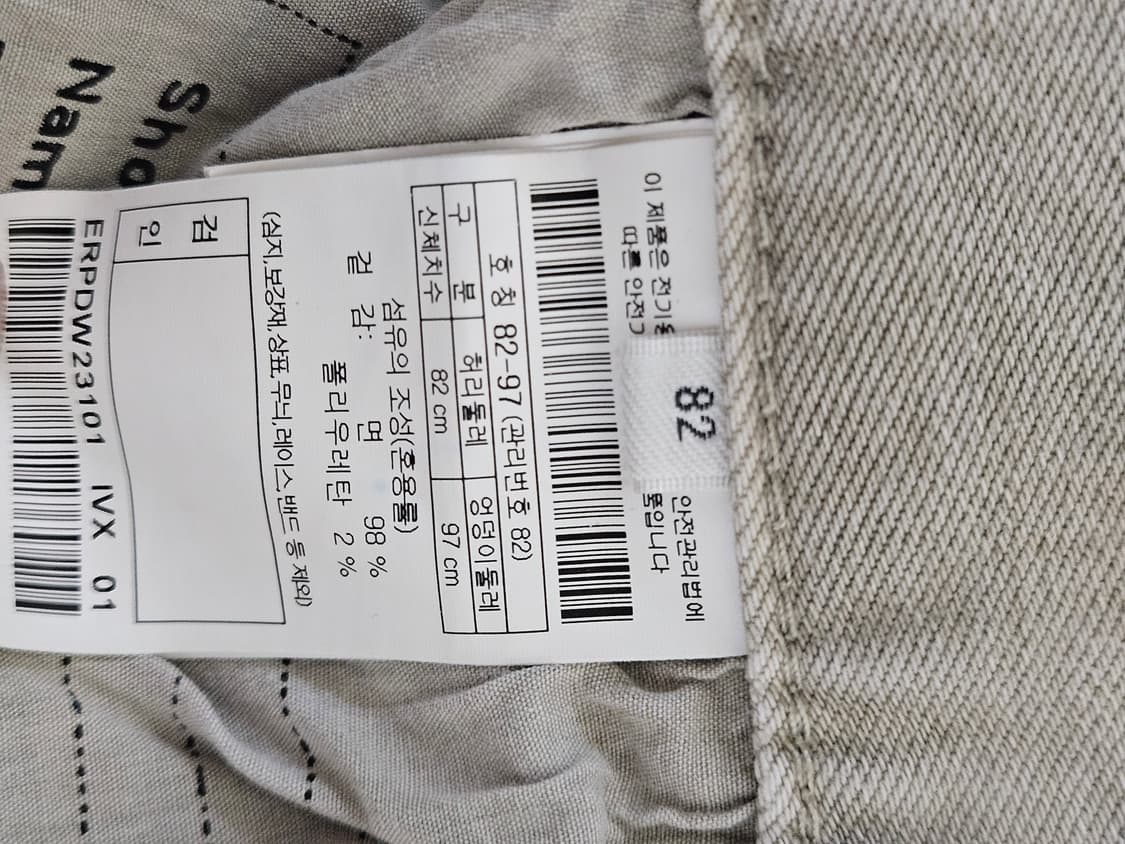 이 제품은 전기용 안전관리법에
따른 안전기 품입니다
82
호칭 82-97 (관리번호 82)
구 분 허리둘레 엉덩이둘레
신체치수 82 cm 97 cm
섬유의 조성(혼용률)
겉 감: 면 98 %
폴리우레탄 2 %
(심지,보강재,상표,무늬,레이스,밴드 등 제외)
검
인
ERPDW23101 IVX 01
Sho
Nam